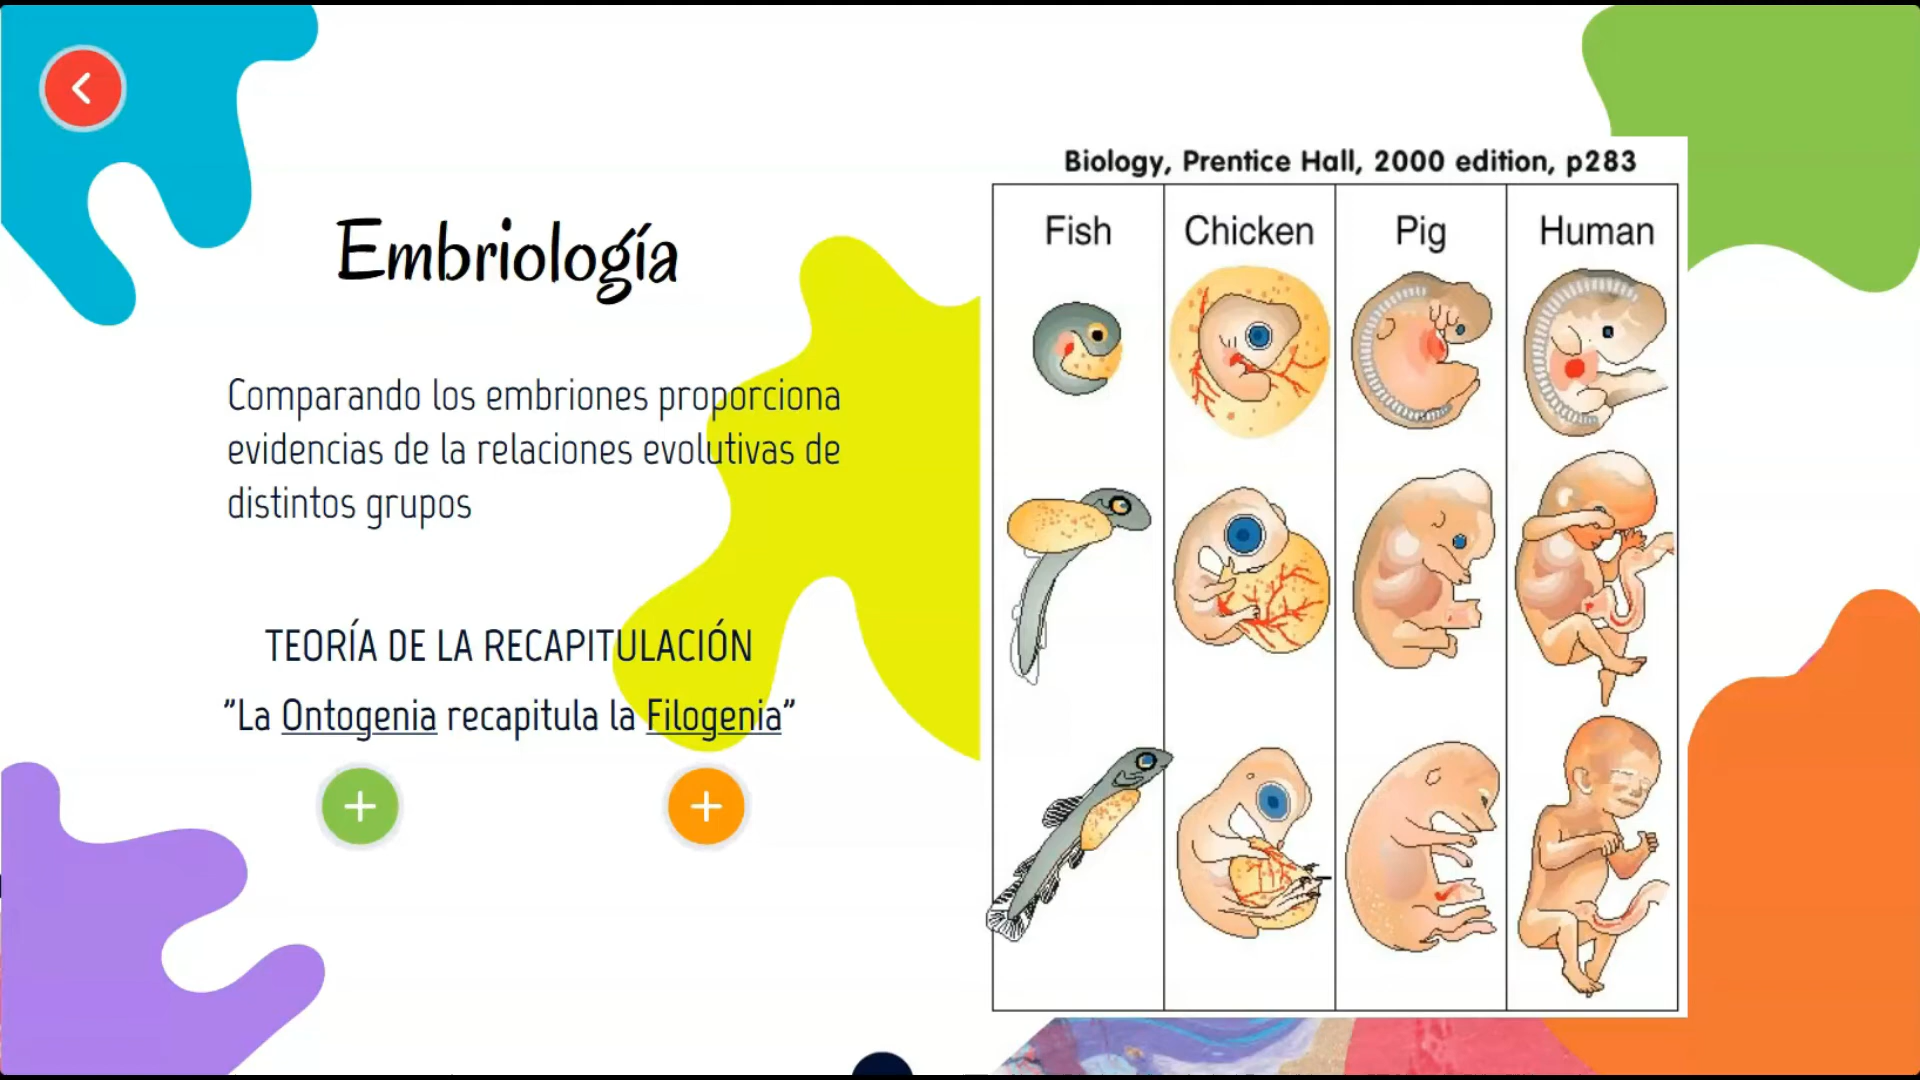 Embriología
Comparando los embriones proporciona
evidencias de la relaciones evolutivas de
distintos grupos
TEORÍA DE LA RECAPITULACIÓN
"La Ontogenia recapitula la Filogenia"
Biology, Prentice Hall, 2000 edition, p283
Fish Chicken Pig Human